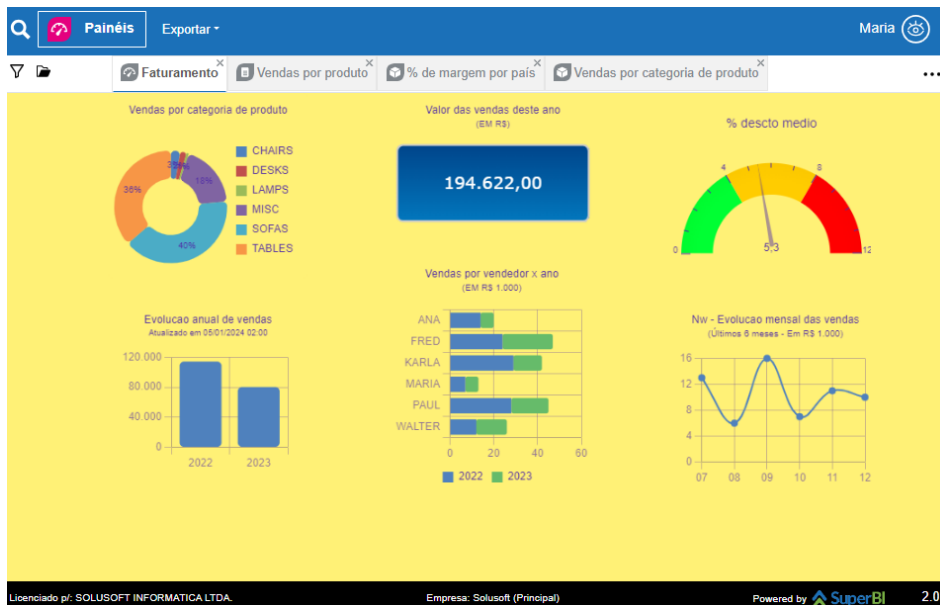 Painéis
Exportar
Maria
Faturamento
Vendas por produto
% de margem por país
Vendas por categoria de produto
Vendas por categoria de produto
36%
18%
40%
CHAIRS
DESKS
LAMPS
MISC
SOFAS
TABLES
Valor das vendas deste ano
(EM R$)
194.622,00
% descto medio
0
4
8
12
5,3
Evolucao anual de vendas
Atualizado em 05/01/2024 02:00
120.000
80.000
40.000
0
2022
2023
Vendas por vendedor x ano
(EM R$ 1.000)
ANA
FRED
KARLA
MARIA
PAUL
WALTER
0 20 40 60
2022 2023
Nw - Evolucao mensal das vendas
(Últimos 6 meses - Em R$ 1.000)
16
12
8
4
0
07 08 09 10 11 12
Licenciado p/: SOLUSOFT INFORMATICA LTDA.
Empresa: Solusoft (Principal)
Powered by SuperBI
2.0